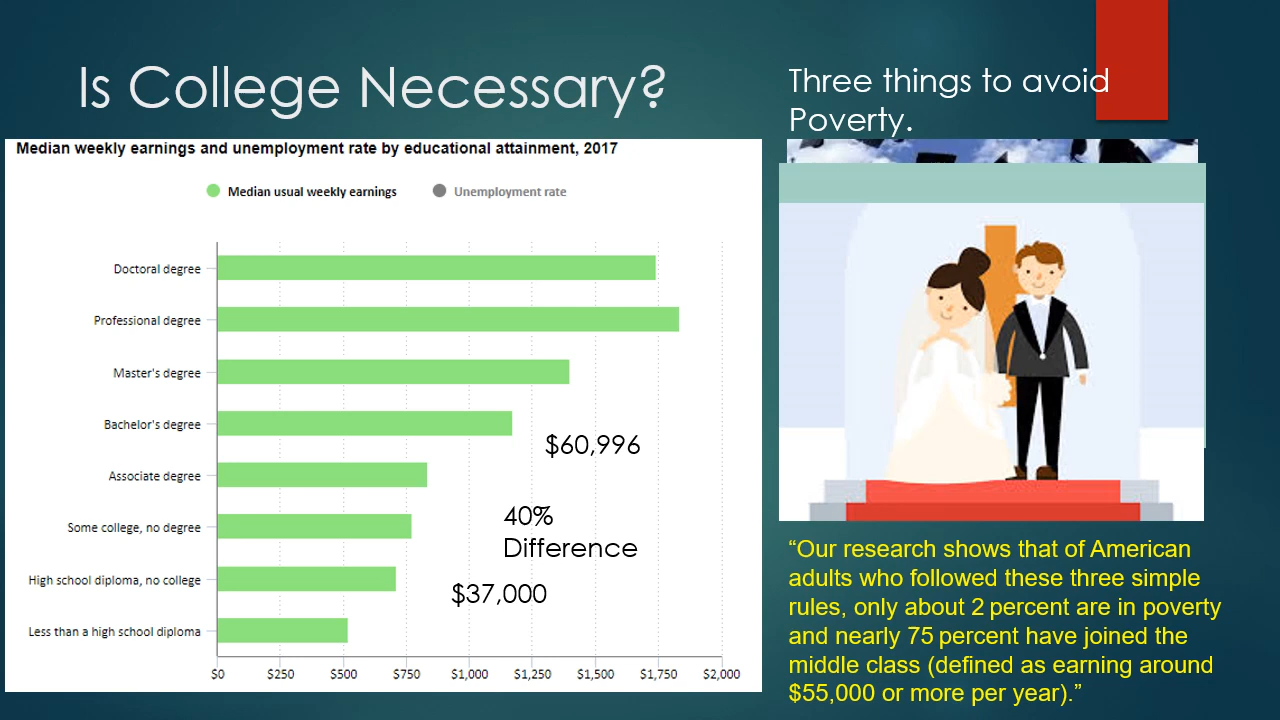 Is College Necessary?
Three things to avoid
Poverty.
Median weekly earnings and unemployment rate by educational attainment, 2017
Median usual weekly earnings
Unemployment rate
Doctoral degree
Professional degree
Master's degree
Bachelor's degree
$60,996
Associate degree
40%
Difference
Some college, no degree
High school diploma, no college
$37,000
Less than a high school diploma
$0 $250 $500 $750 $1,000 $1,250 $1,500 $1,750 $2,000
“Our research shows that of American
adults who followed these three simple
rules, only about 2 percent are in poverty
and nearly 75 percent have joined the
middle class (defined as earning around
$55,000 or more per year).”